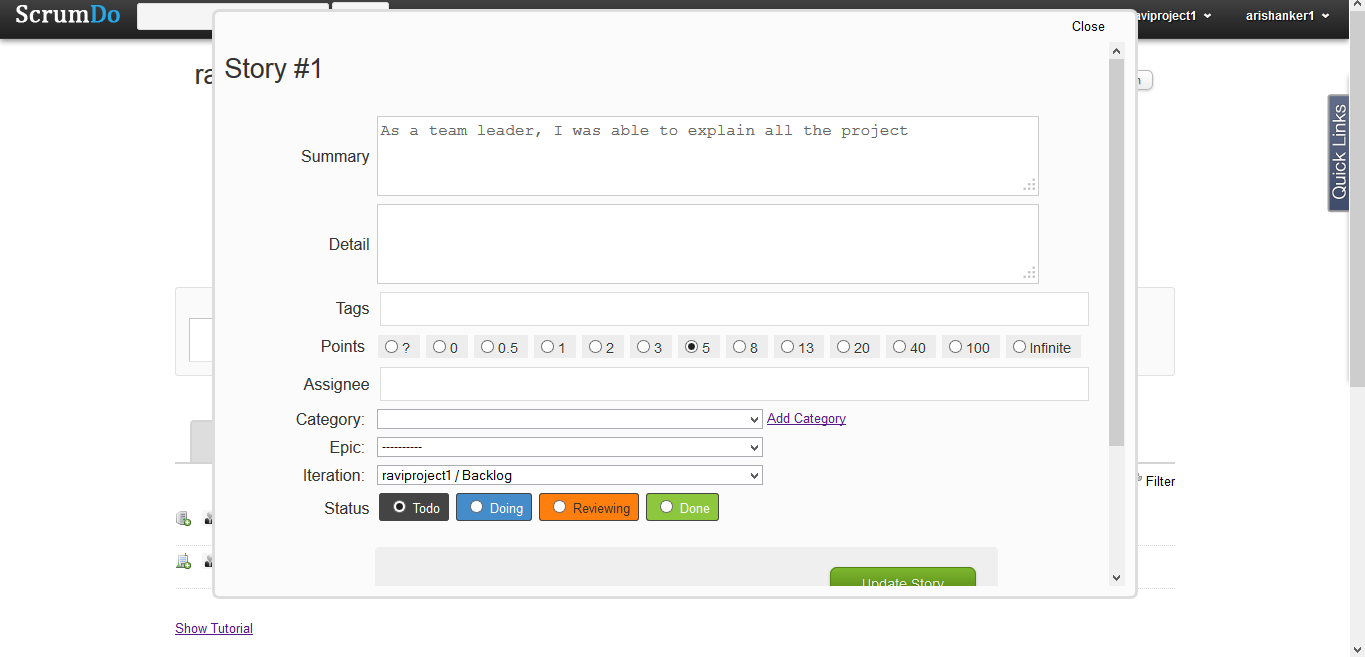 ScrumDo
Close
aviproject1
arishanker1
ra
Story #1
Quick Links
As a team leader, I was able to explain all the project
Summary
Detail
Tags
Points ? 0 0.5 1 2 3 5 8 13 20 40 100 Infinite
Assignee
Category: Add Category
Epic: ----------
Iteration: raviproject1 / Backlog
Filter
Status Todo Doing Reviewing Done
Update Story
Show Tutorial